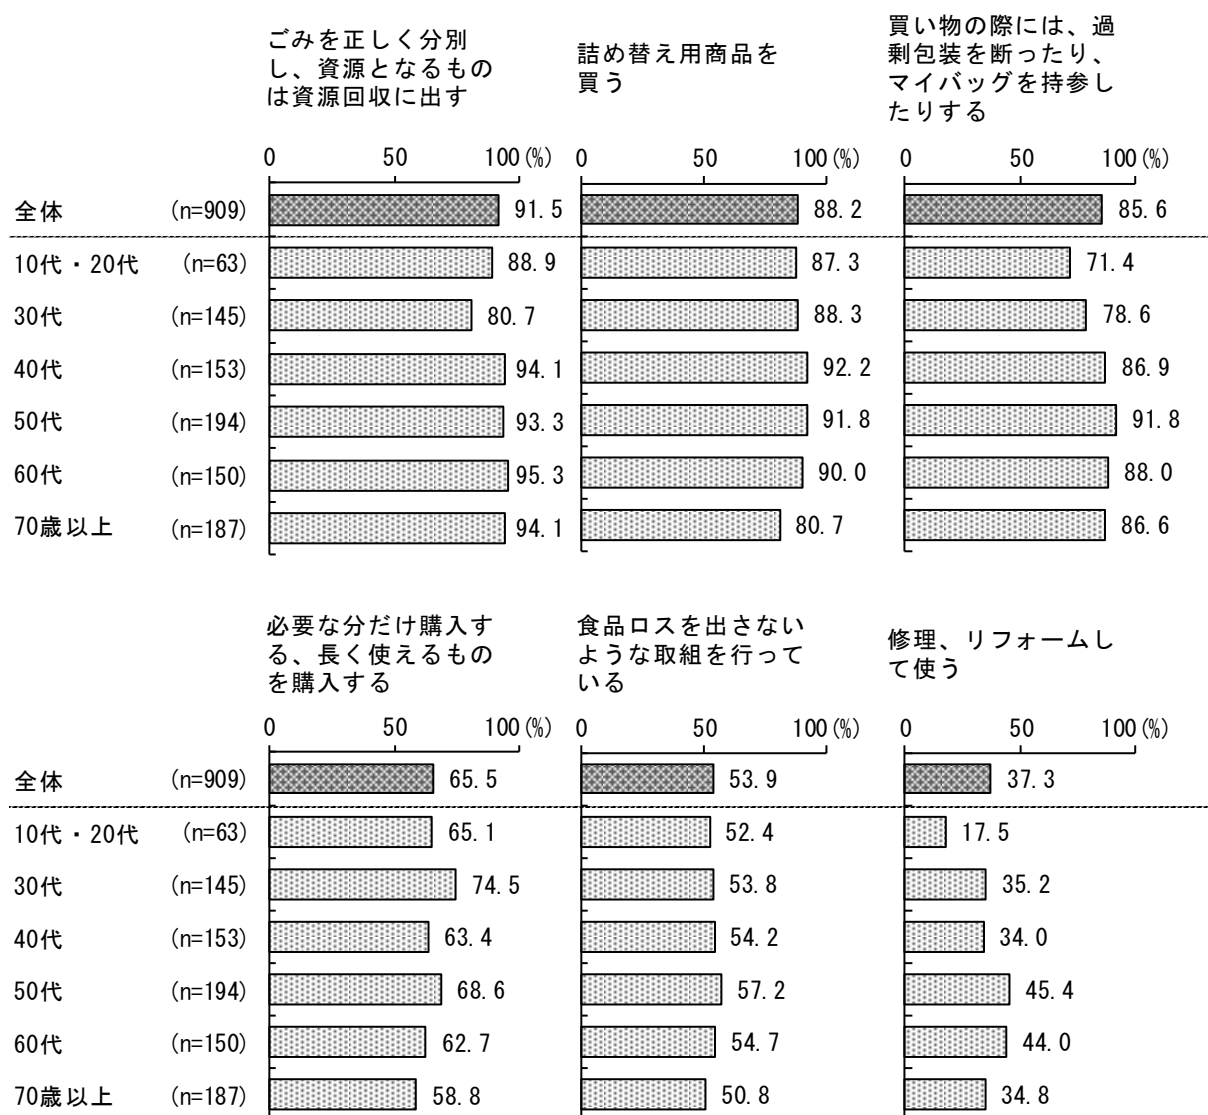 ごみを正しく分別
し、資源となるもの
は資源回収に出す
詰め替え用商品を
買う
買い物の際には、過
剰包装を断ったり、
マイバッグを持参し
たりする
0 50 100(%) 0 50 100(%) 0 50 100(%)
全体 (n=909) 91.5 88.2 85.6
10代・20代 (n=63) 88.9 87.3 71.4
30代 (n=145) 80.7 88.3 78.6
40代 (n=153) 94.1 92.2 86.9
50代 (n=194) 93.3 91.8 91.8
60代 (n=150) 95.3 90.0 88.0
70歳以上 (n=187) 94.1 80.7 86.6
必要な分だけ購入す
る、長く使えるもの
を購入する
食品ロスを出さない
ような取組を行って
いる
修理、リフォームし
て使う
0 50 100(%) 0 50 100(%) 0 50 100(%)
全体 (n=909) 65.5 53.9 37.3
10代・20代 (n=63) 65.1 52.4 17.5
30代 (n=145) 74.5 53.8 35.2
40代 (n=153) 63.4 54.2 34.0
50代 (n=194) 68.6 57.2 45.4
60代 (n=150) 62.7 54.7 44.0
70歳以上 (n=187) 58.8 50.8 34.8